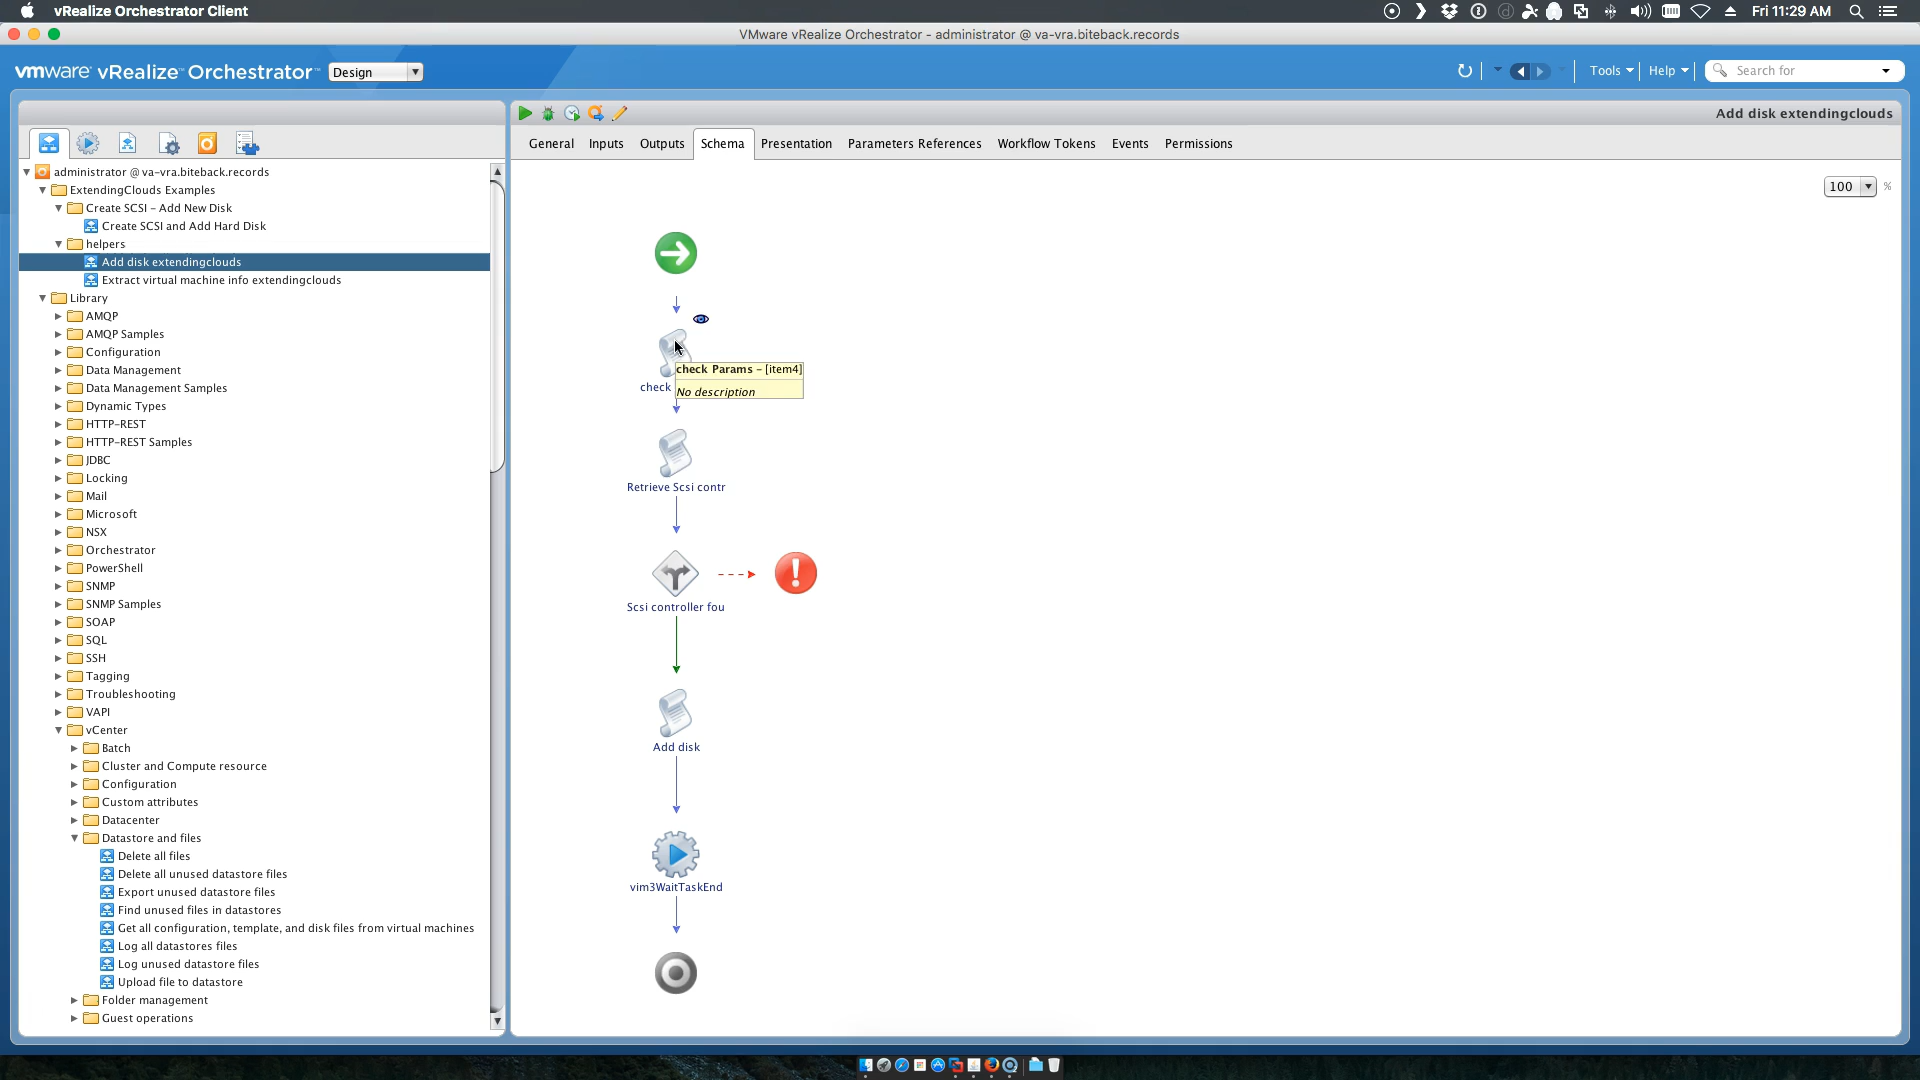 vRealize Orchestrator Client
Fri 11:29 AM
VMware vRealize Orchestrator - administrator @ va-vra.biteback.records
vmware vRealize Orchestrator
Design
Tools
Help
Search for
Add disk extendingclouds
General Inputs Outputs Schema Presentation Parameters References Workflow Tokens Events Permissions
100 %
administrator @ va-vra.biteback.records
ExtendingClouds Examples
Create SCSI - Add New Disk
Create SCSI and Add Hard Disk
helpers
Add disk extendingclouds
Extract virtual machine info extendingclouds
Library
AMQP
AMQP Samples
Configuration
Data Management
Data Management Samples
Dynamic Types
HTTP-REST
HTTP-REST Samples
JDBC
Locking
Mail
Microsoft
NSX
Orchestrator
PowerShell
SNMP
SNMP Samples
SOAP
SQL
SSH
Tagging
Troubleshooting
VAPI
vCenter
Batch
Cluster and Compute resource
Configuration
Custom attributes
Datacenter
Datastore and files
Delete all files
Delete all unused datastore files
Export unused datastore files
Find unused files in datastores
Get all configuration, template, and disk files from virtual machines
Log all datastores files
Log unused datastore files
Upload file to datastore
Folder management
Guest operations
check
check Params - [item4]
No description
Retrieve Scsi contr
Scsi controller fou
Add disk
vim3WaitTaskEnd